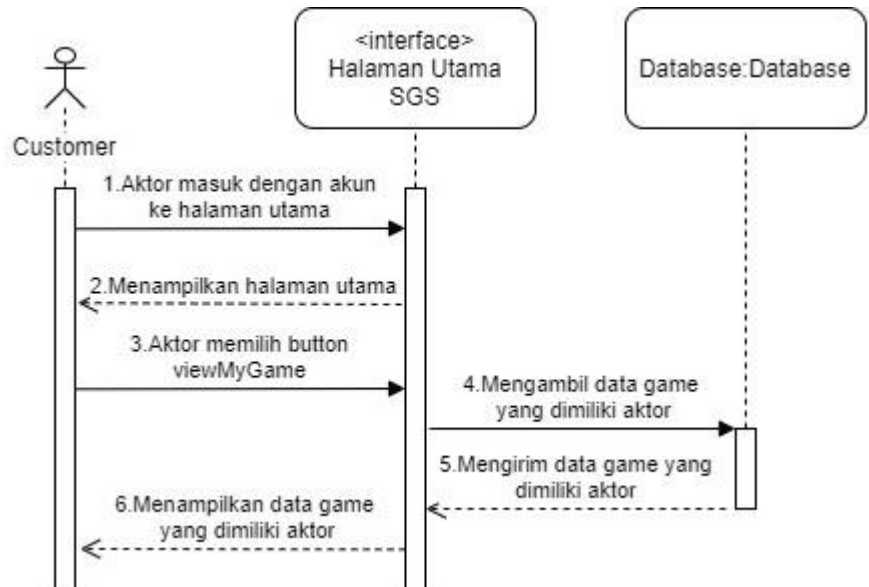 <interface>
Halaman Utama
SGS
Database:Database
Customer
1.Aktor masuk dengan akun
ke halaman utama
2.Menampilkan halaman utama
3.Aktor memilih button
viewMyGame
4.Mengambil data game
yang dimiliki aktor
5.Mengirim data game yang
dimiliki aktor
6.Menampilkan data game
yang dimiliki aktor